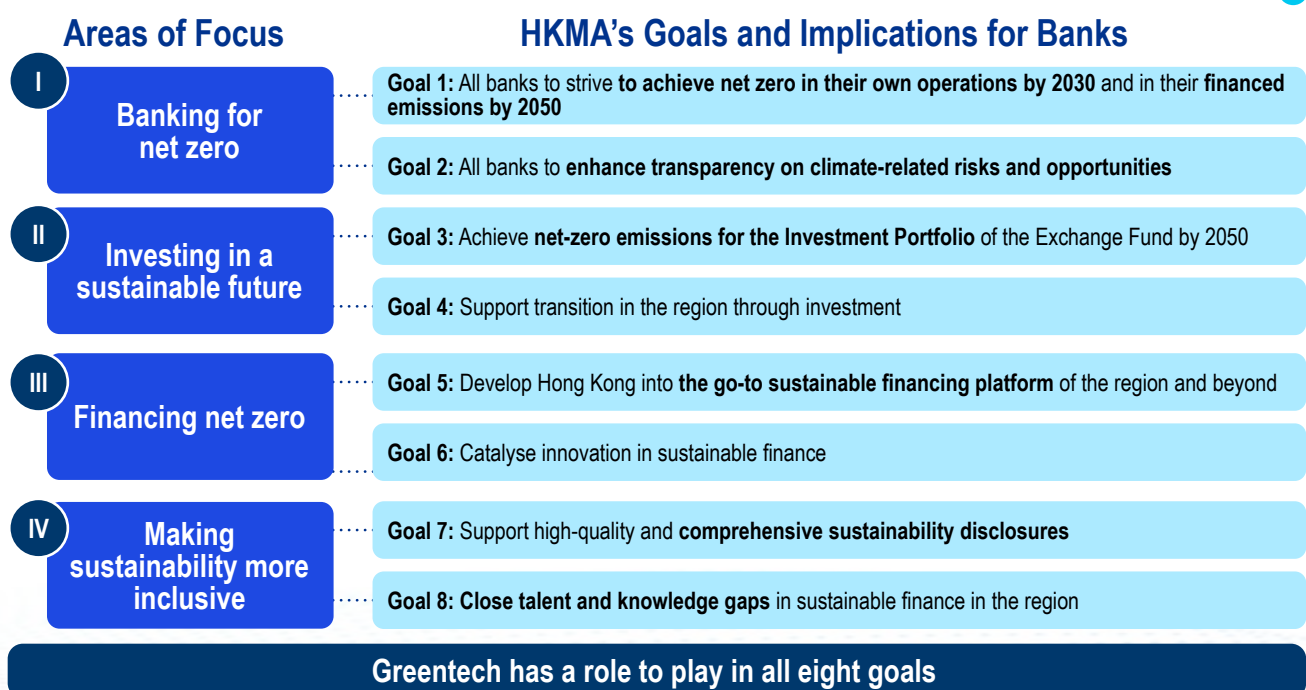 Areas of Focus
HKMA's Goals and Implications for Banks
I
Banking for
net zero
Goal 1: All banks to strive to achieve net zero in their own operations by 2030 and in their financed
emissions by 2050
Goal 2: All banks to enhance transparency on climate-related risks and opportunities
II
Investing in a
sustainable future
Goal 3: Achieve net-zero emissions for the Investment Portfolio of the Exchange Fund by 2050
Goal 4: Support transition in the region through investment
III
Financing net zero
Goal 5: Develop Hong Kong into the go-to sustainable financing platform of the region and beyond
Goal 6: Catalyse innovation in sustainable finance
IV
Making
sustainability more
inclusive
Goal 7: Support high-quality and comprehensive sustainability disclosures
Goal 8: Close talent and knowledge gaps in sustainable finance in the region
Greentech has a role to play in all eight goals